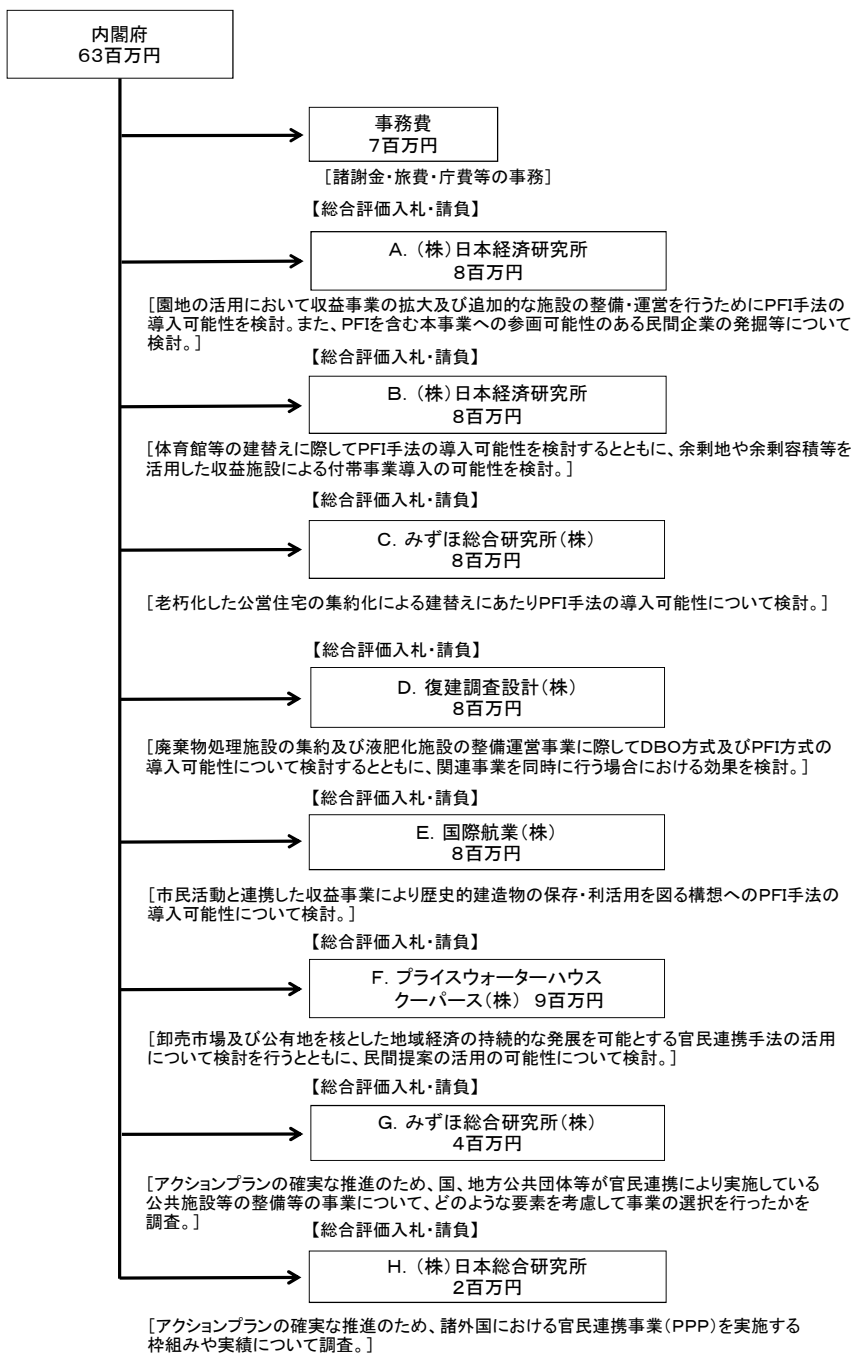 内閣府
63百万円
事務費
7百万円
［諸謝金・旅費・庁費等の事務］
【総合評価入札・請負】
A．（株）日本経済研究所
8百万円
［園地の活用において収益事業の拡大及び追加的な施設の整備・運営を行うためにPFI手法の
導入可能性を検討。また、PFIを含む本事業への参画可能性のある民間企業の発掘等について
検討。］
【総合評価入札・請負】
B．（株）日本経済研究所
8百万円
［体育館等の建替えに際してPFI手法の導入可能性を検討するとともに、余剰地や余剰容積等を
活用した収益施設による付帯事業導入の可能性を検討。］
【総合評価入札・請負】
C．みずほ総合研究所（株）
8百万円
［老朽化した公営住宅の集約化による建替えにあたりPFI手法の導入可能性について検討。］
【総合評価入札・請負】
D．復建調査設計（株）
8百万円
［廃棄物処理施設の集約及び液肥化施設の整備運営事業に際してDBO方式及びPFI方式の
導入可能性について検討するとともに、関連事業を同時に行う場合における効果を検討。］
【総合評価入札・請負】
E．国際航業（株）
8百万円
［市民活動と連携した収益事業により歴史的建造物の保存・利活用を図る構想へのPFI手法の
導入可能性について検討。］
【総合評価入札・請負】
F．プライスウォーターハウス
クーパース（株） 9百万円
［卸売市場及び公有地を核とした地域経済の持続的な発展を可能とする官民連携手法の活用
について検討を行うとともに、民間提案の活用の可能性について検討。］
【総合評価入札・請負】
G．みずほ総合研究所（株）
4百万円
［アクションプランの確実な推進のため、国、地方公共団体等が官民連携により実施している
公共施設等の整備等の事業について、どのような要素を考慮して事業の選択を行ったかを
調査。］
【総合評価入札・請負】
H．（株）日本総合研究所
2百万円
［アクションプランの確実な推進のため、諸外国における官民連携事業（PPP）を実施する
枠組みや実績について調査。］